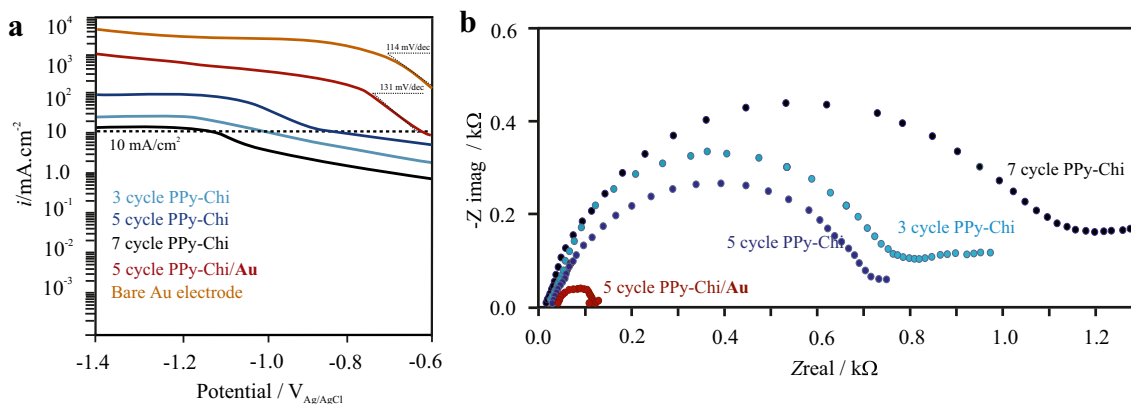 a
10⁴
10³
10²
10
1.0
10⁻¹
10⁻²
10⁻³
i/mA.cm⁻²
114 mV/dec
131 mV/dec
10 mA/cm²
3 cycle PPy-Chi
5 cycle PPy-Chi
7 cycle PPy-Chi
5 cycle PPy-Chi/Au
Bare Au electrode
-1.4 -1.2 -1.0 -0.8 -0.6
Potential / V Ag/AgCl
b
0.6
0.4
0.2
0.0
-Z imag / kΩ
7 cycle PPy-Chi
3 cycle PPy-Chi
5 cycle PPy-Chi
5 cycle PPy-Chi/Au
0.0 0.2 0.4 0.6 0.8 1.0 1.2
Zreal / kΩ